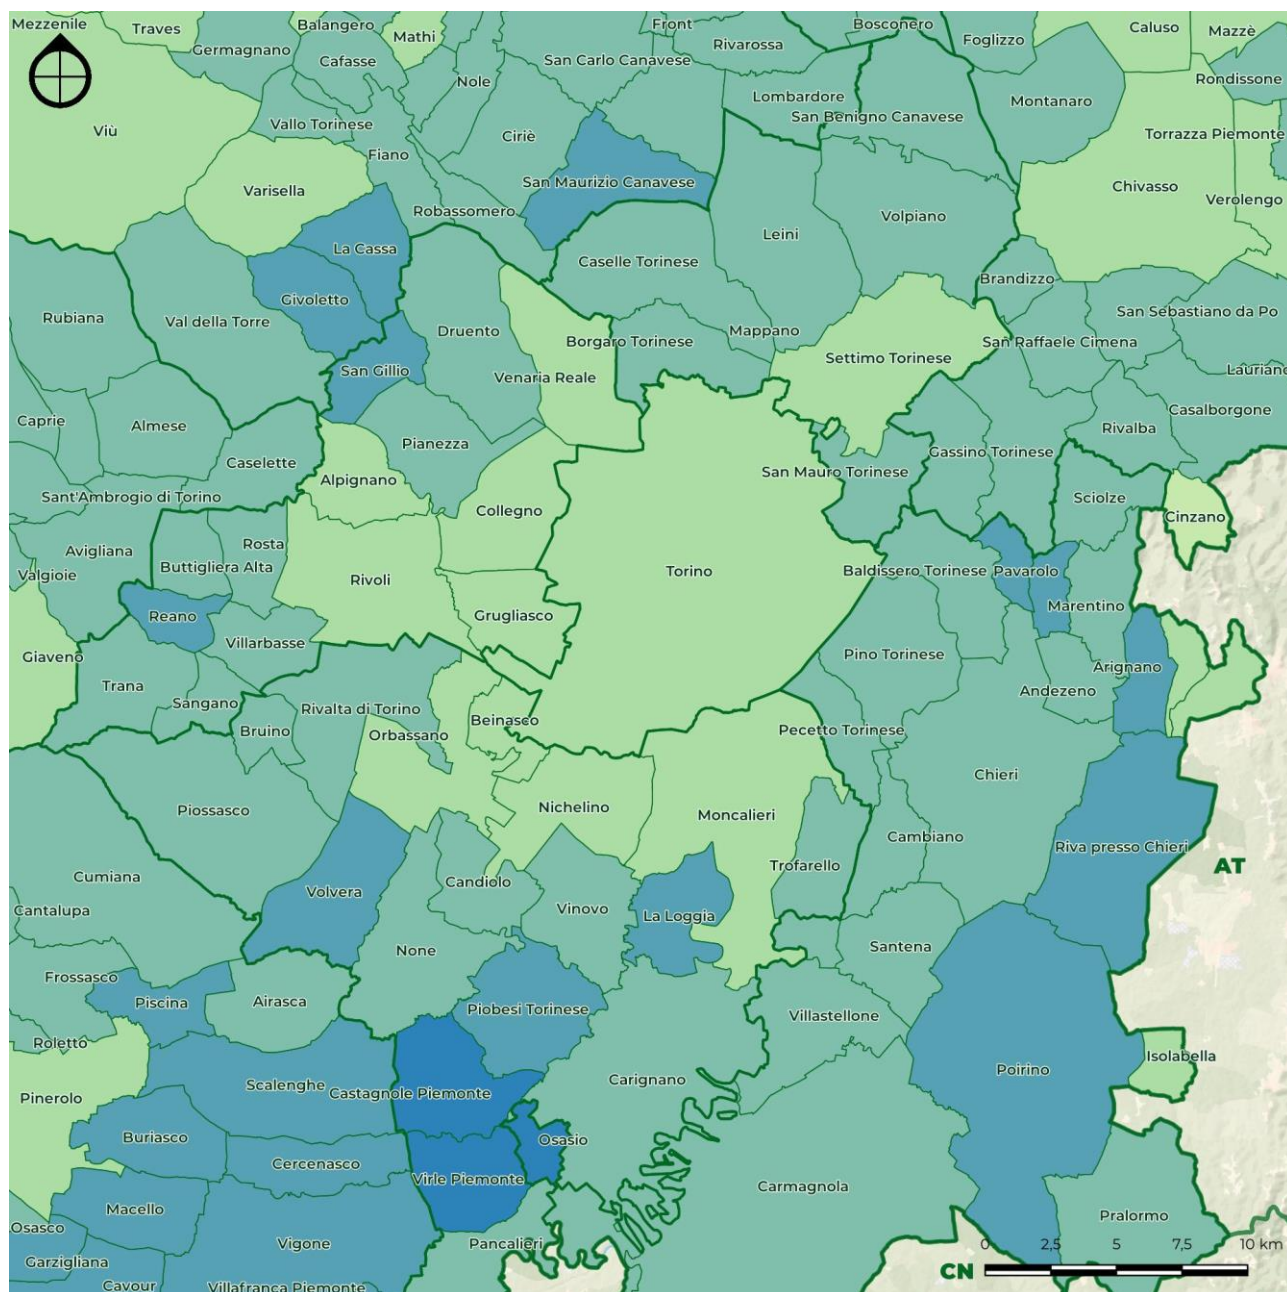 Mezzenile
Traves
Balangero
Mathi
Front
Bosconero
Caluso
Mazzè
Germagnano
Cafasse
San Carlo Canavese
Rivarossa
Foglizzo
Nole
Rondissone
Lombardore
Montanaro
Viù
Vallo Torinese
Ciriè
San Benigno Canavese
Torrazza Piemonte
Fiano
Varisella
San Maurizio Canavese
Chivasso
Verolengo
Robassomero
Volpiano
Leini
La Cassa
Caselle Torinese
Brandizzo
Givoletto
Rubiana
Val della Torre
Druento
Mappano
San Sebastiano da Po
Borgaro Torinese
San Raffaele Cimena
San Gillio
Venaria Reale
Settimo Torinese
Lauriano
Caprie
Almese
Pianezza
Casalborgone
Rivalba
Caselette
Gassino Torinese
Alpignano
San Mauro Torinese
Sant'Ambrogio di Torino
Sciolze
Collegno
Cinzano
Avigliana
Rosta
Valgioie
Buttigliera Alta
Rivoli
Torino
Baldissero Torinese
Pavarolo
Reano
Grugliasco
Marentino
Villarbasse
Giaveno
Pino Torinese
Arignano
Trana
Sangano
Rivalta di Torino
Andezeno
Bruino
Orbassano
Beinasco
Pecetto Torinese
Chieri
Piossasco
Nichelino
Moncalieri
Cambiano
Riva presso Chieri
Trofarello
AT
Cumiana
Volvera
Candiolo
Cantalupa
Vinovo
La Loggia
None
Santena
Frossasco
Piscina
Airasca
Piobesi Torinese
Villastellone
Roletto
Isolabella
Scalenghe
Castagnole Piemonte
Carignano
Poirino
Pinerolo
Buriasco
Osasio
Cercenasco
Virle Piemonte
Carmagnola
Macello
Pralormo
Osasco
Vigone
Pancalieri
0 2,5 5 7,5 10 km
Garzigliana
CN
Cavour
Villafranca Piemonte